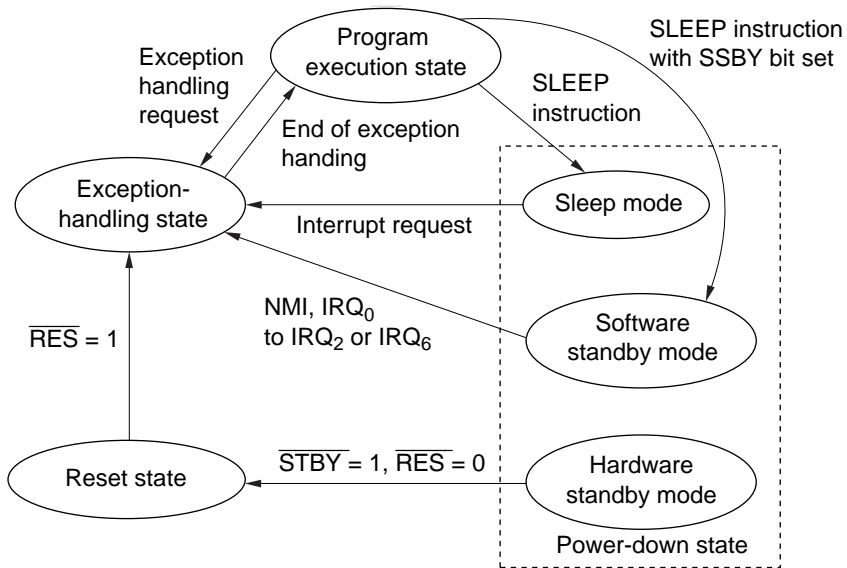 Program
execution state
SLEEP instruction
with SSBY bit set
Exception
handling
request
SLEEP
instruction
End of exception
handing
Exception-
handling state
Sleep mode
Interrupt request
NMI, IRQ0
to IRQ2 or IRQ6
Software
standby mode
RES = 1
Reset state
STBY = 1, RES = 0
Hardware
standby mode
Power-down state